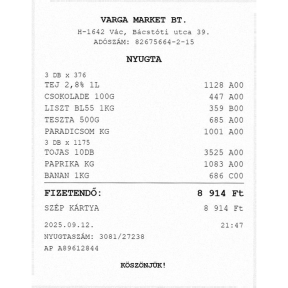 VARGA MARKET BT.
H-1642 Vác, Bácstóti utca 39.
ADÓSZÁM: 82675664-2-15
NYUGTA
3 DB x 376
TEJ 2,8% 1L 1128 A00
CSOKOLADE 100G 447 A00
LISZT BL55 1KG 359 B00
TESZTA 500G 685 A00
PARADICSOM KG 1001 A00
3 DB x 1175
TOJAS 10DB 3525 A00
PAPRIKA KG 1083 A00
BANAN 1KG 686 C00
FIZETENDŐ: 8 914 Ft
SZÉP KÁRTYA 8 914 Ft
2025.09.12. 21:47
NYUGTASZÁM: 3081/27238
AP A89612844
KÖSZÖNJÜK!